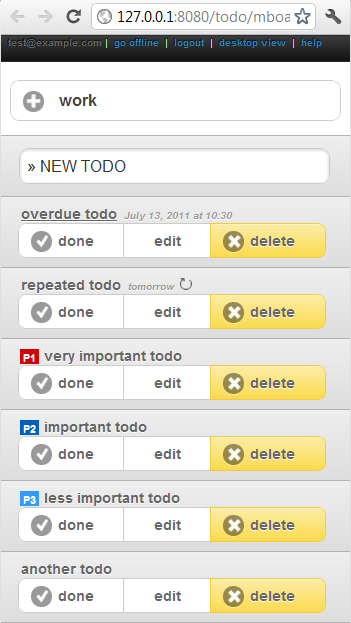 127.0.0.1:8080/todo/mboa
test@example.com | go offline | logout | desktop view | help
work
» NEW TODO
overdue todo July 13, 2011 at 10:30
done edit delete
repeated todo tomorrow
done edit delete
P1 very important todo
done edit delete
P2 important todo
done edit delete
P3 less important todo
done edit delete
another todo
done edit delete